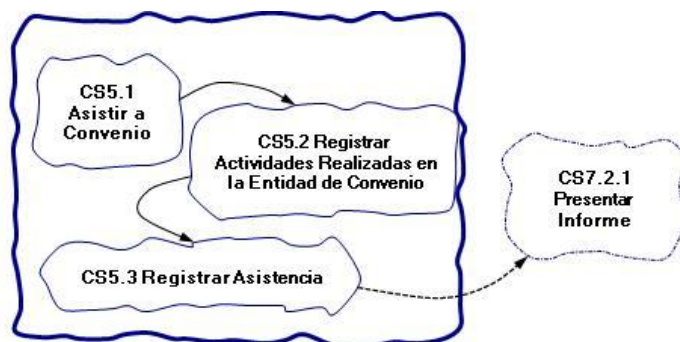 CS5.1
Asistir a
Convenio
CS5.2 Registrar
Actividades Realizadas en
la Entidad de Convenio
CS7.2.1
Presentar
Informe
CS5.3 Registrar Asistencia